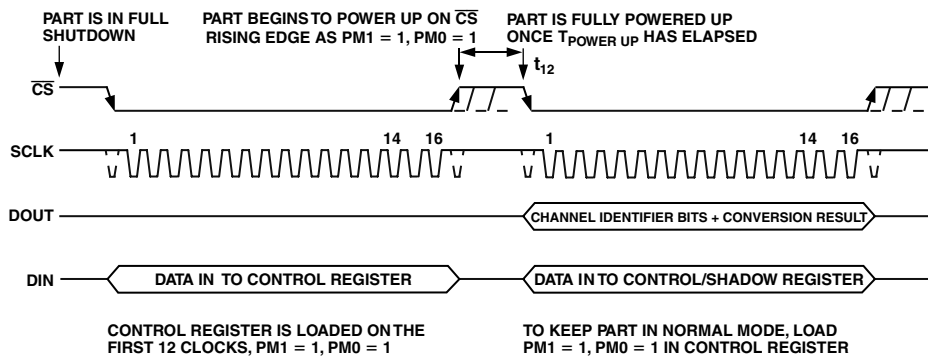 PART IS IN FULL
SHUTDOWN
PART BEGINS TO POWER UP ON CS
RISING EDGE AS PM1 = 1, PM0 = 1
PART IS FULLY POWERED UP
ONCE TPOWER UP HAS ELAPSED
t12
CS
SCLK
1
14
16
1
14
16
DOUT
CHANNEL IDENTIFIER BITS + CONVERSION RESULT
DIN
DATA IN TO CONTROL REGISTER
DATA IN TO CONTROL/SHADOW REGISTER
CONTROL REGISTER IS LOADED ON THE
FIRST 12 CLOCKS, PM1 = 1, PM0 = 1
TO KEEP PART IN NORMAL MODE, LOAD
PM1 = 1, PM0 = 1 IN CONTROL REGISTER